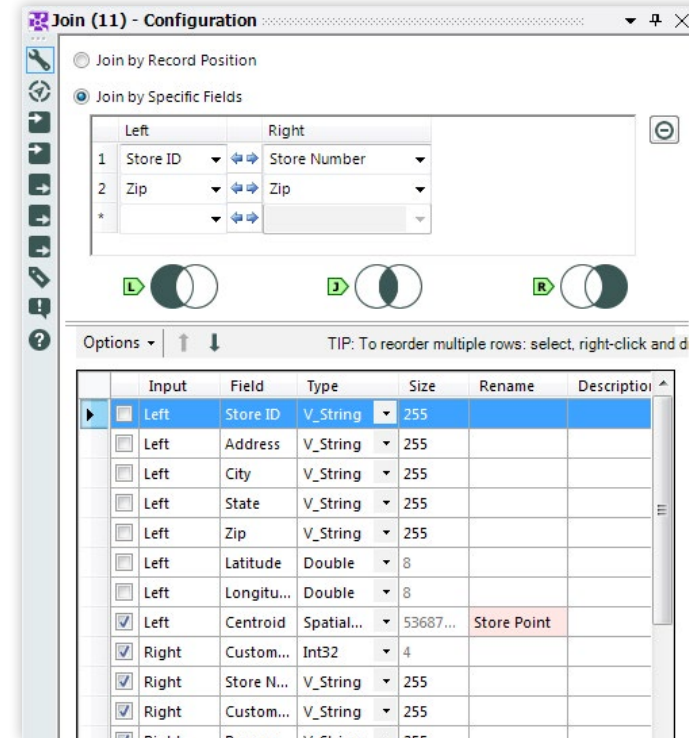 Join (11) - Configuration
Join by Record Position
Join by Specific Fields
Left Right
1 Store ID Store Number
2 Zip Zip
*
L J R
Options TIP: To reorder multiple rows: select, right-click and d
Input Field Type Size Rename Description
Left Store ID V_String 255
Left Address V_String 255
Left City V_String 255
Left State V_String 255
Left Zip V_String 255
Left Latitude Double 8
Left Longitu... Double 8
Left Centroid Spatial... 53687... Store Point
Right Custom... Int32 4
Right Store N... V_String 255
Right Custom... V_String 255